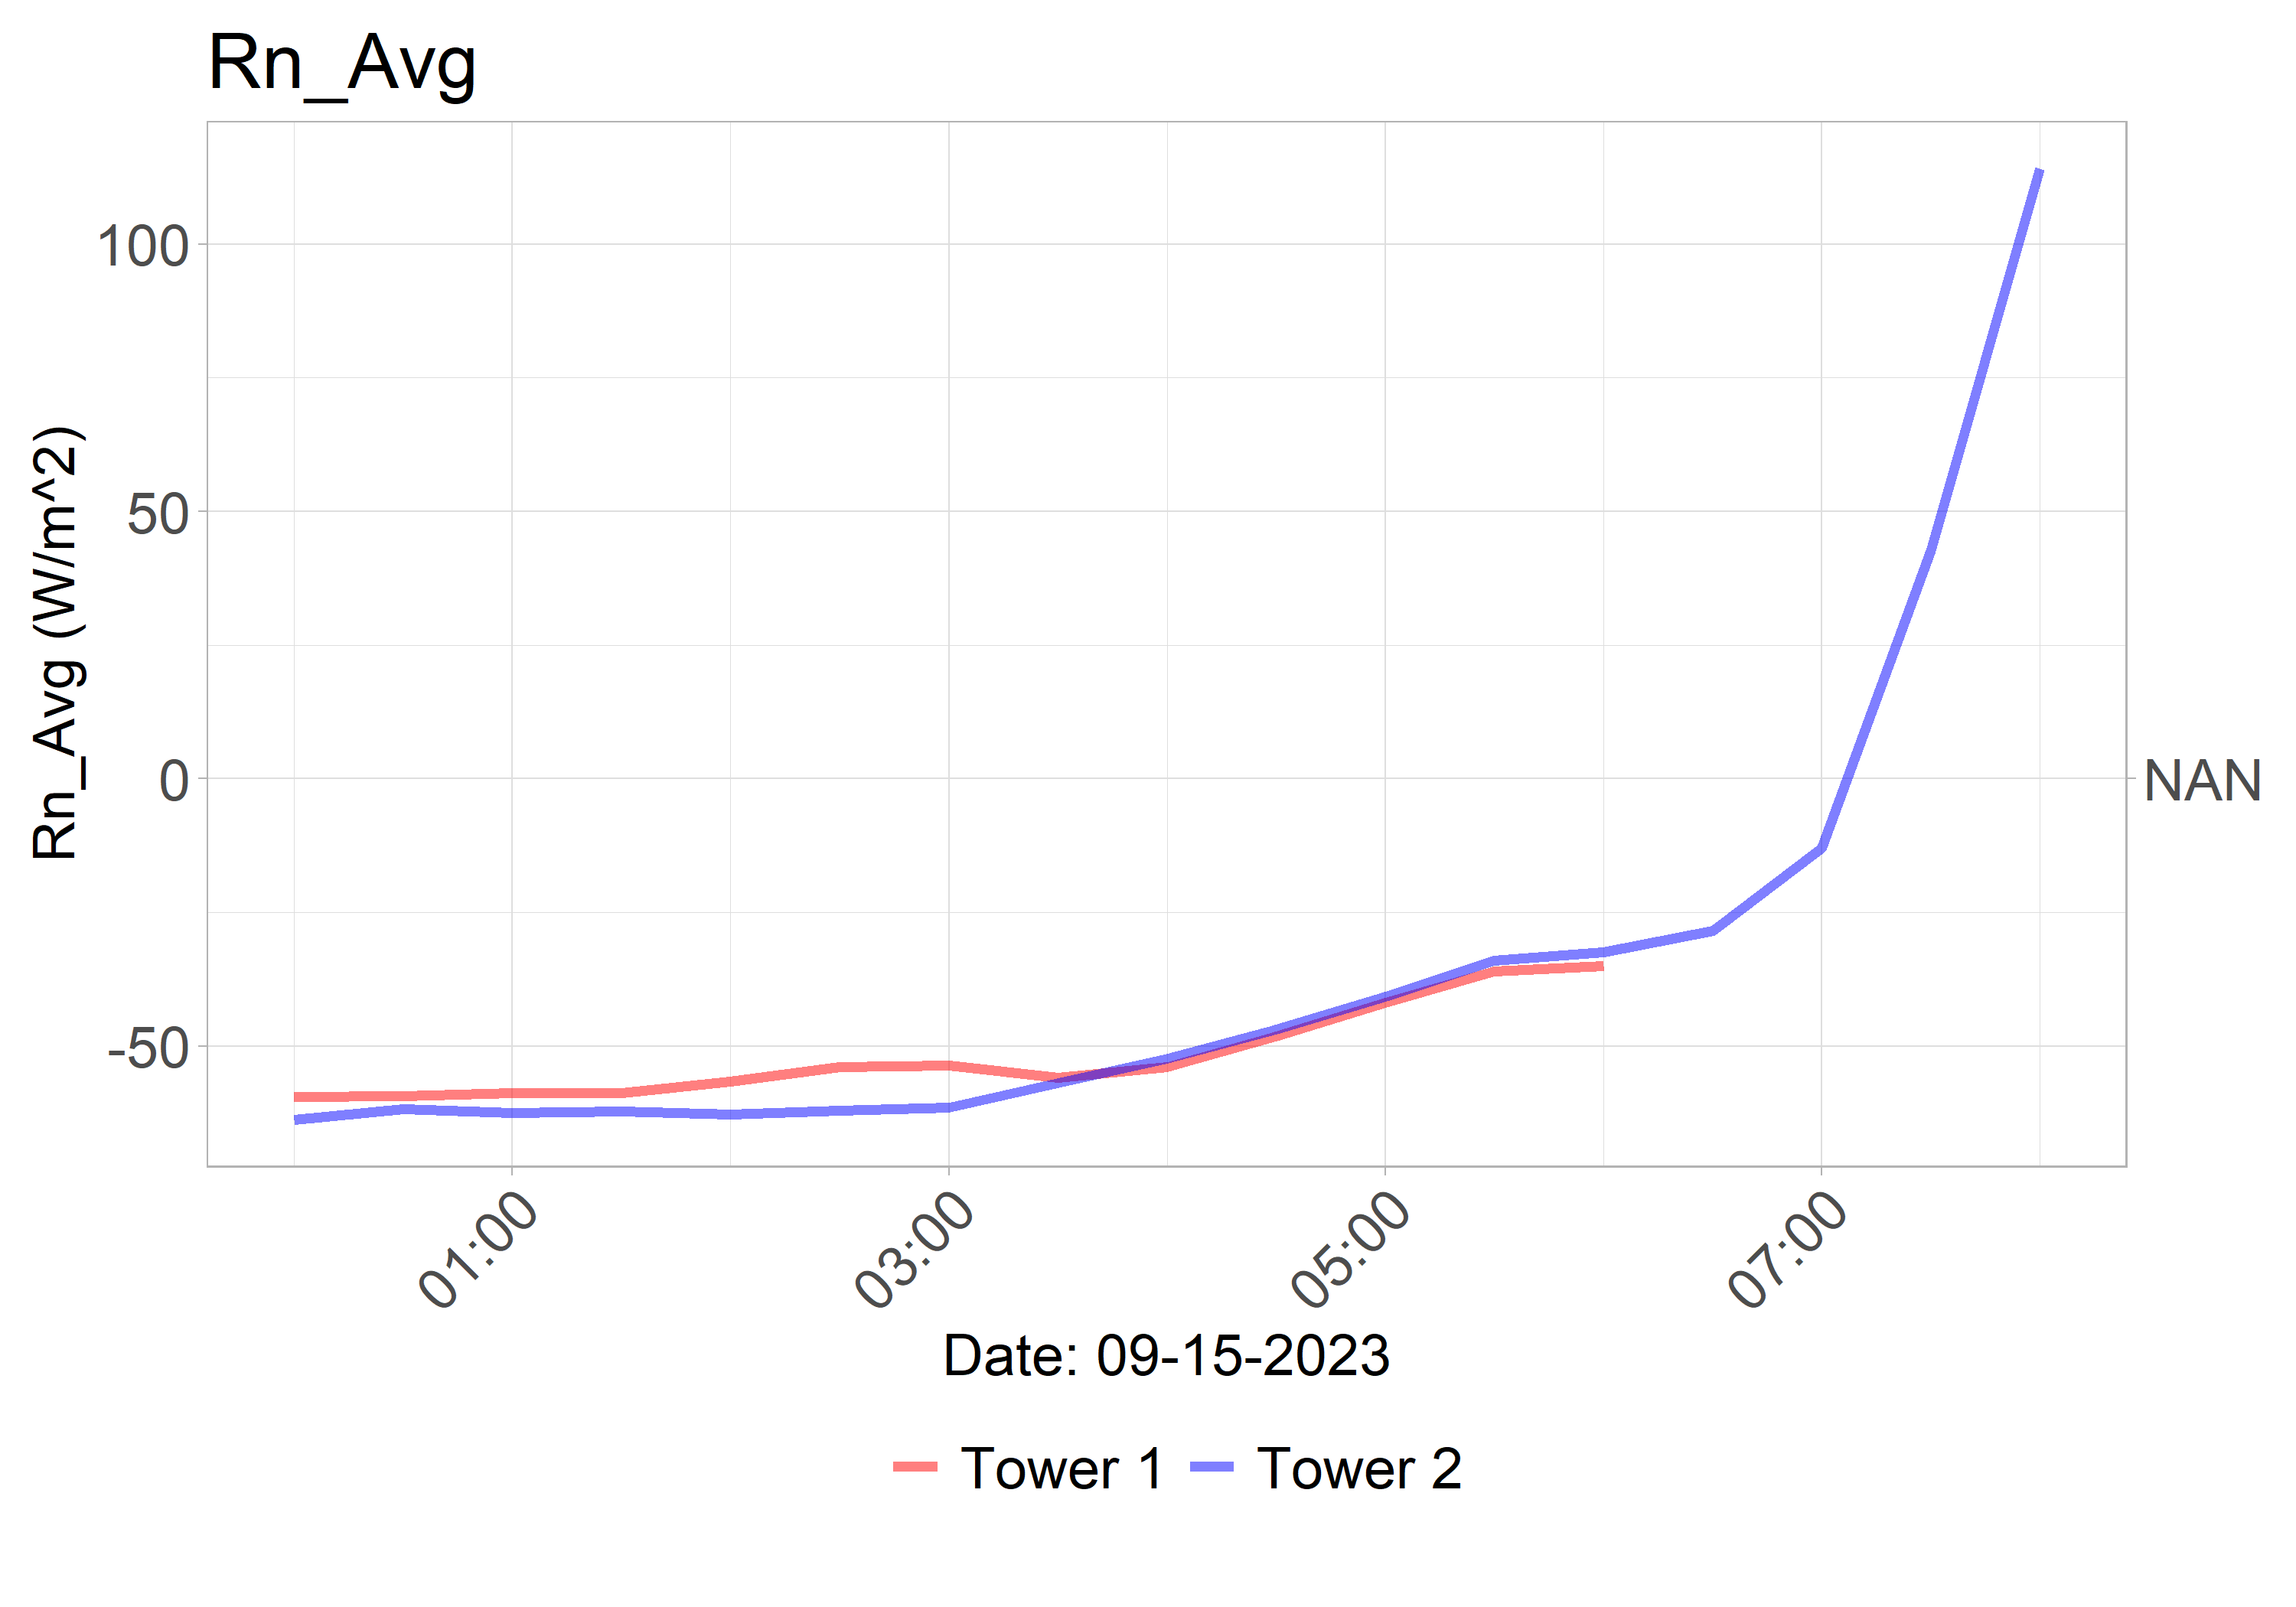 Rn_Avg
Rn_Avg (W/m^2)
100
50
0
-50
NAN
01:00
03:00
05:00
07:00
Date: 09-15-2023
Tower 1
Tower 2